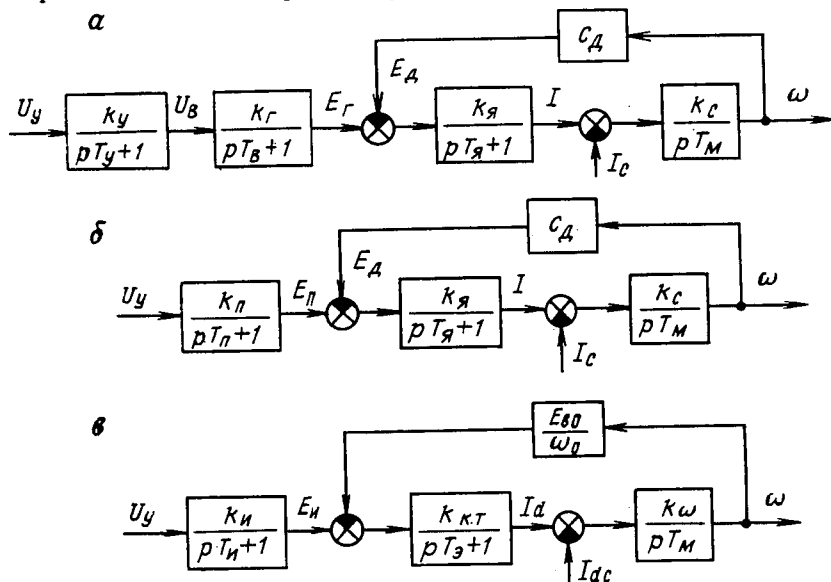 а
c_Д
E_Д
U_у
k_у
pT_у+1
U_в
k_г
pT_в+1
E_г
k_я
pT_я+1
I
I_c
k_c
pT_м
ω
б
c_Д
E_Д
U_у
k_п
pT_п+1
E_п
k_я
pT_я+1
I
I_c
k_c
pT_м
ω
в
E_в0
ω_0
U_у
k_и
pT_и+1
E_и
k_к.т
pT_э+1
I_d
I_dc
k_ω
pT_м
ω